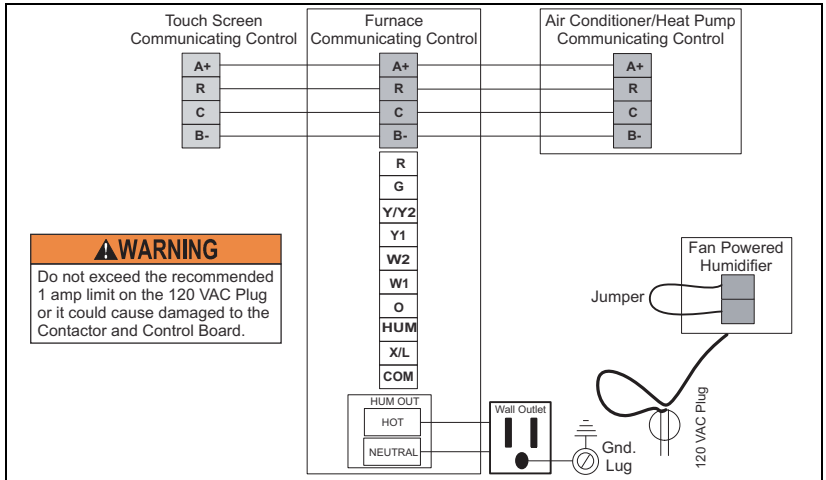 Touch Screen
Communicating Control
A+
R
C
B-
Furnace
Communicating Control
A+
R
C
B-
Air Conditioner/Heat Pump
Communicating Control
A+
R
C
B-
R
G
Y/Y2
Y1
W2
W1
O
HUM
X/L
COM
HUM OUT
HOT
NEUTRAL
WARNING
Do not exceed the recommended
1 amp limit on the 120 VAC Plug
or it could cause damaged to the
Contactor and Control Board.
Wall Outlet
Gnd.
Lug
Fan Powered
Humidifier
Jumper
120 VAC Plug